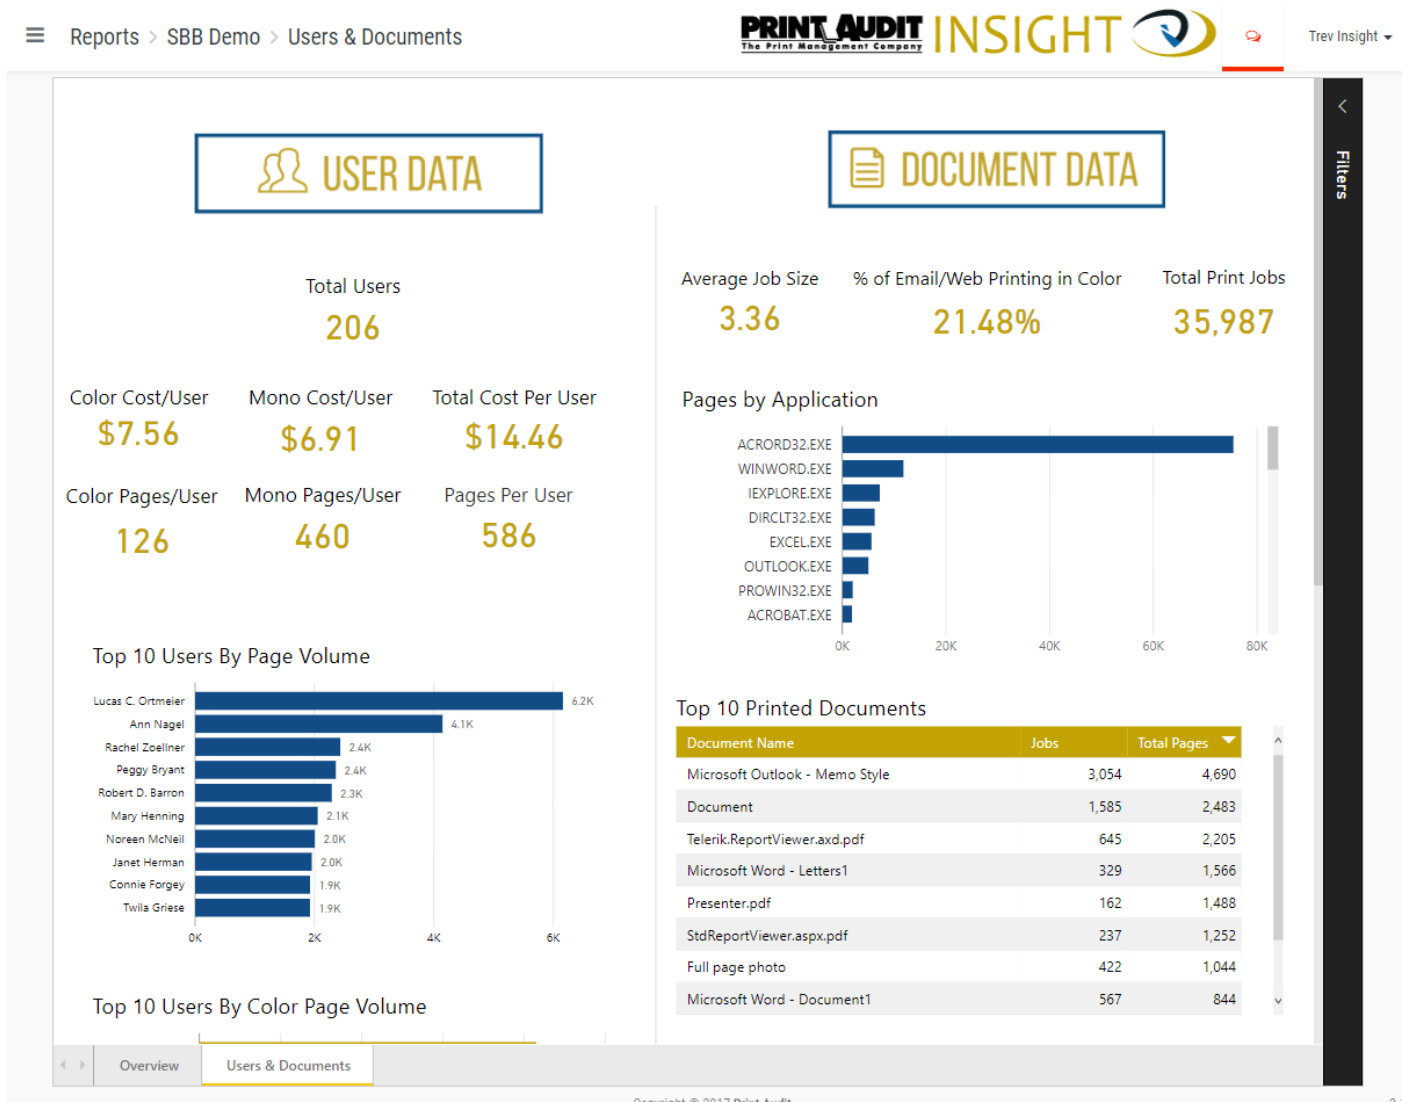 Reports > SBB Demo > Users & Documents
PRINT AUDIT
The Print Management Company
INSIGHT
Trev Insight
Filters
USER DATA
Total Users
206
Color Cost/User Mono Cost/User Total Cost Per User
$7.56 $6.91 $14.46
Color Pages/User Mono Pages/User Pages Per User
126 460 586
Top 10 Users By Page Volume
Lucas C. Ortmeier 6.2K
Ann Nagel 4.1K
Rachel Zoellner 2.4K
Peggy Bryant 2.4K
Robert D. Barron 2.3K
Mary Henning 2.1K
Noreen McNeil 2.0K
Janet Herman 2.0K
Connie Forgey 1.9K
Twila Griese 1.9K
0K 2K 4K 6K
Top 10 Users By Color Page Volume
DOCUMENT DATA
Average Job Size % of Email/Web Printing in Color Total Print Jobs
3.36 21.48% 35,987
Pages by Application
ACRORD32.EXE
WINWORD.EXE
IEXPLORE.EXE
DIRCLT32.EXE
EXCEL.EXE
OUTLOOK.EXE
PROWIN32.EXE
ACROBAT.EXE
0K 20K 40K 60K 80K
Top 10 Printed Documents
Document Name Jobs Total Pages
Microsoft Outlook - Memo Style 3,054 4,690
Document 1,585 2,483
Telerik.ReportViewer.axd.pdf 645 2,205
Microsoft Word - Letters1 329 1,566
Presenter.pdf 162 1,488
StdReportViewer.aspx.pdf 237 1,252
Full page photo 422 1,044
Microsoft Word - Document1 567 844
Overview Users & Documents
Copyright © 2017 Print Audit